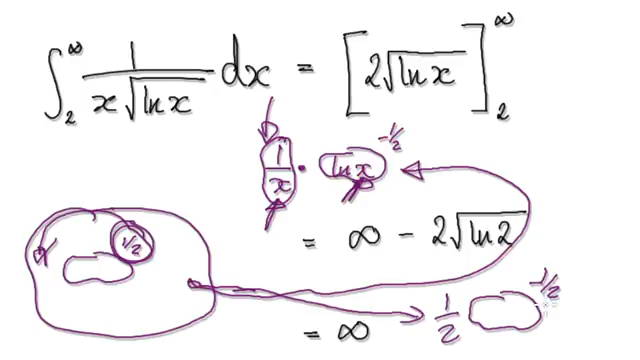 ∫₂^∞ 1/(x√(ln x)) dx = [2√(ln x)]₂^∞
1/x · (ln x)^(-1/2)
= ∞ − 2√(ln 2)
1/2
1/2 ( )^(-1/2)
= ∞